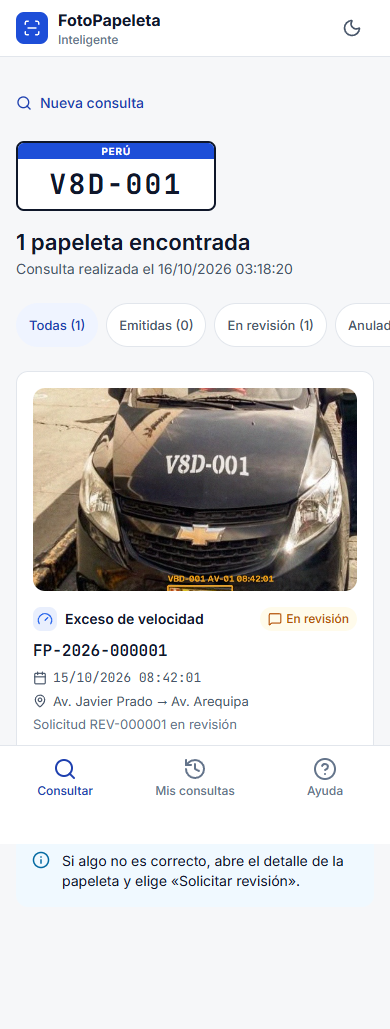 FotoPapeleta
Inteligente
Nueva consulta
PERÚ
V8D-001
1 papeleta encontrada
Consulta realizada el 16/10/2026 03:18:20
Todas (1)
Emitidas (0)
En revisión (1)
Anulad
V8D-001
V8D-001 AV-01 08:42:01
Exceso de velocidad
En revisión
FP-2026-000001
15/10/2026 08:42:01
Av. Javier Prado → Av. Arequipa
Solicitud REV-000001 en revisión
Consultar
Mis consultas
Ayuda
Si algo no es correcto, abre el detalle de la
papeleta y elige «Solicitar revisión».